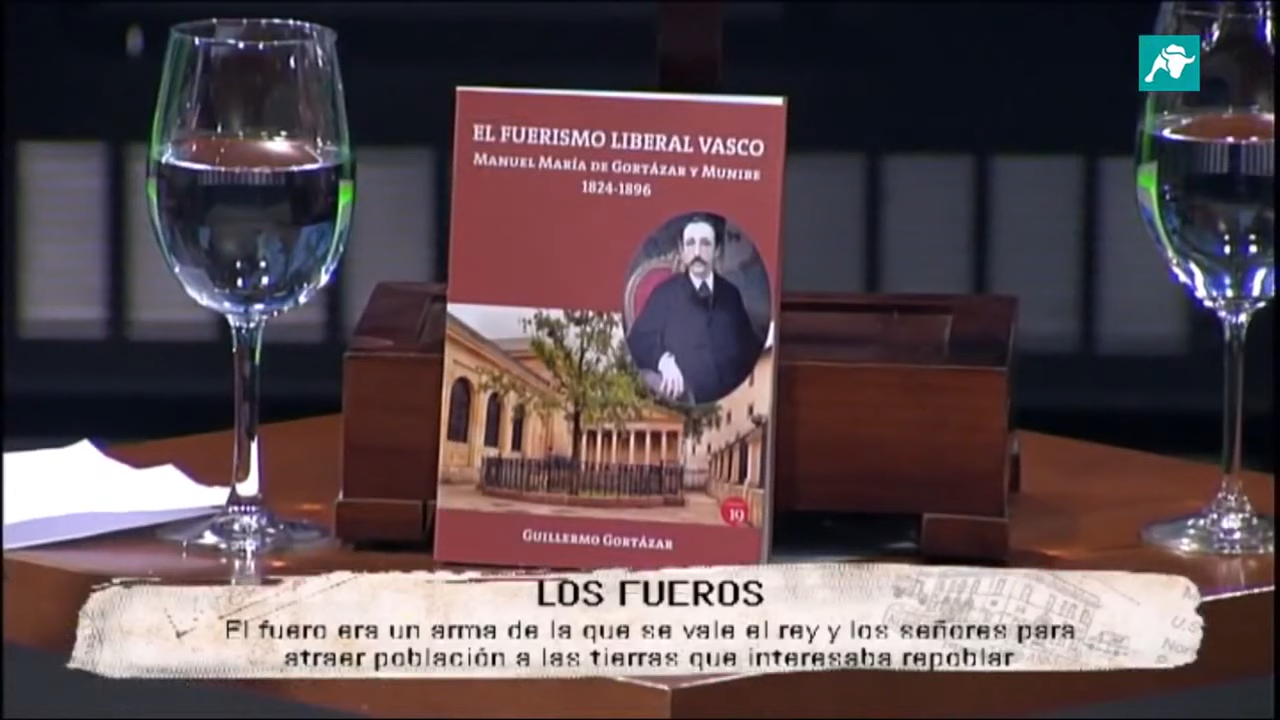 EL FUERISMO LIBERAL VASCO
MANUEL MARÍA DE GORTÁZAR Y MUNIBE
1824-1896
19
GUILLERMO GORTÁZAR
LOS FUEROS
El fuero era un arma de la que se vale el rey y los señores para
atraer población a las tierras que interesaba repoblar
U.S